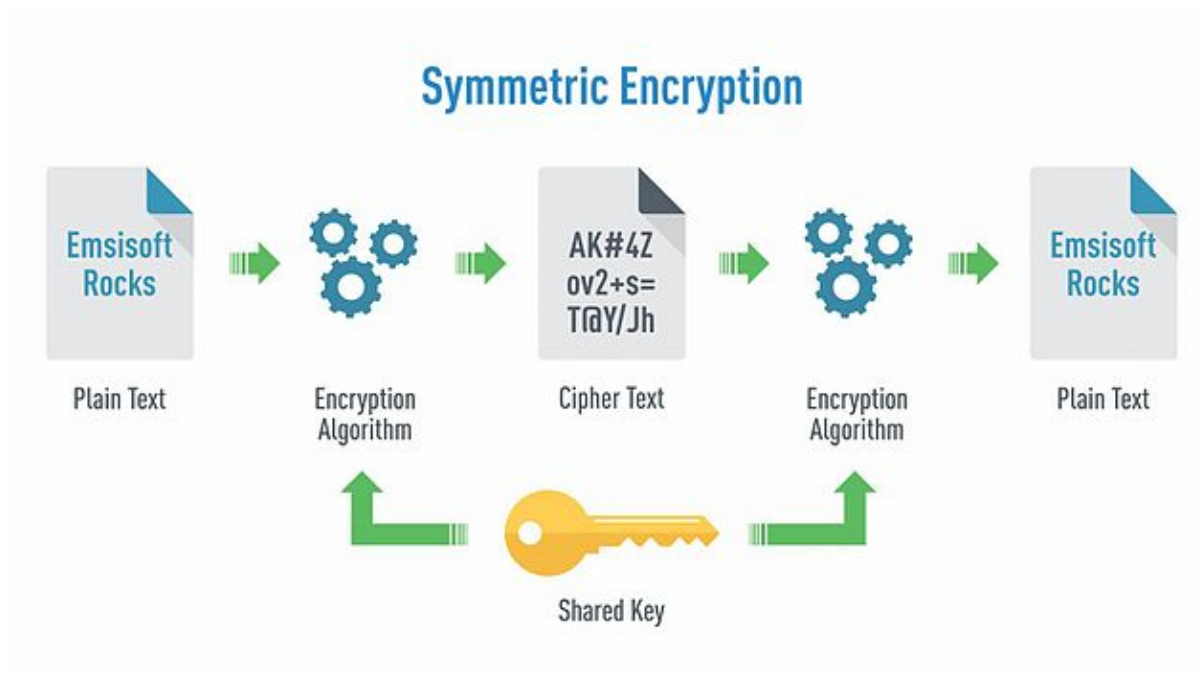 Symmetric Encryption
Emsisoft
Rocks
AK#4Z
ov2+s=
T@Y/Jh
Emsisoft
Rocks
Plain Text
Encryption
Algorithm
Cipher Text
Encryption
Algorithm
Plain Text
Shared Key